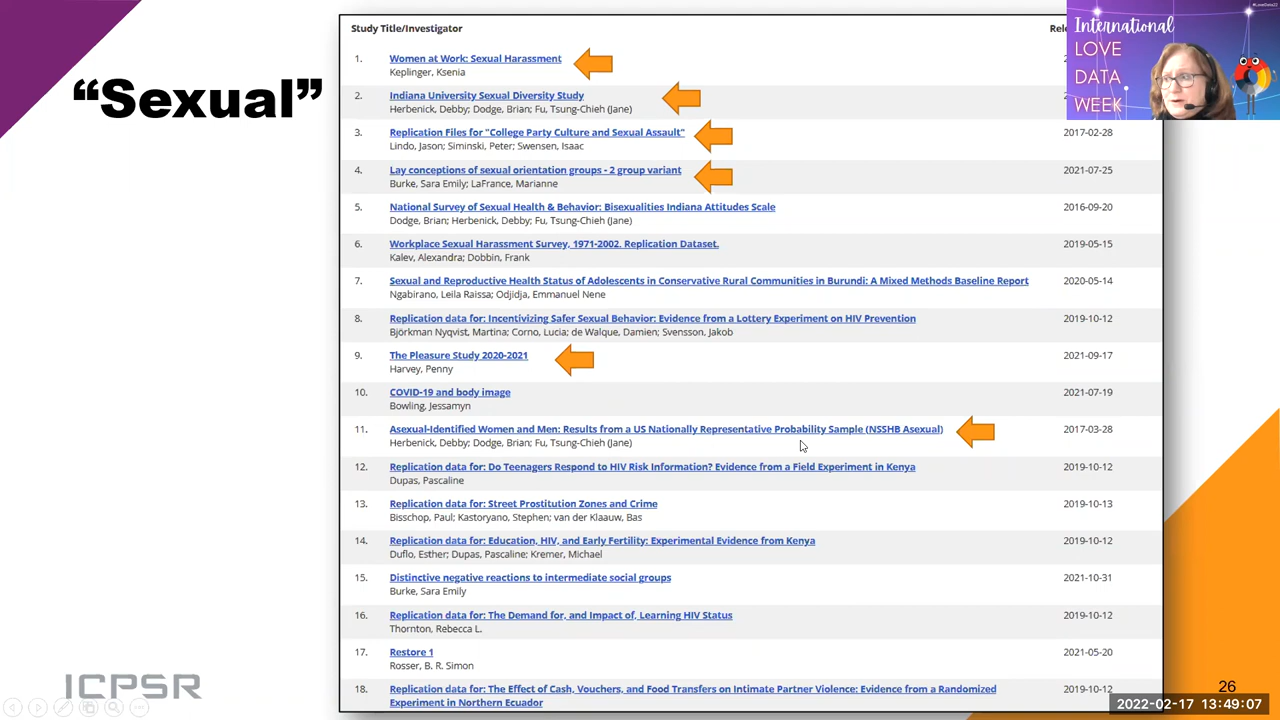 "Sexual"
Study Title/Investigator
1. Women at Work: Sexual Harassment
Keplinger, Ksenia
2. Indiana University Sexual Diversity Study
Herbenick, Debby; Dodge, Brian; Fu, Tsung-Chieh (Jane)
3. Replication Files for "College Party Culture and Sexual Assault" 2017-02-28
Lindo, Jason; Siminski, Peter; Swensen, Isaac
4. Lay conceptions of sexual orientation groups - 2 group variant 2021-07-25
Burke, Sara Emily; LaFrance, Marianne
5. National Survey of Sexual Health & Behavior: Bisexualities Indiana Attitudes Scale 2016-09-20
Dodge, Brian; Herbenick, Debby; Fu, Tsung-Chieh (Jane)
6. Workplace Sexual Harassment Survey, 1971-2002. Replication Dataset. 2019-05-15
Kalev, Alexandra; Dobbin, Frank
7. Sexual and Reproductive Health Status of Adolescents in Conservative Rural Communities in Burundi: A Mixed Methods Baseline Report 2020-05-14
Ngabirano, Leila Raissa; Odjidja, Emmanuel Nene
8. Replication data for: Incentivizing Safer Sexual Behavior: Evidence from a Lottery Experiment on HIV Prevention 2019-10-12
Björkman Nyqvist, Martina; Corno, Lucia; de Walque, Damien; Svensson, Jakob
9. The Pleasure Study 2020-2021 2021-09-17
Harvey, Penny
10. COVID-19 and body image 2021-07-19
Bowling, Jessamyn
11. Asexual-Identified Women and Men: Results from a US Nationally Representative Probability Sample (NSSHB Asexual) 2017-03-28
Herbenick, Debby; Dodge, Brian; Fu, Tsung-Chieh (Jane)
12. Replication data for: Do Teenagers Respond to HIV Risk Information? Evidence from a Field Experiment in Kenya 2019-10-12
Dupas, Pascaline
13. Replication data for: Street Prostitution Zones and Crime 2019-10-13
Bisschop, Paul; Kastoryano, Stephen; van der Klaauw, Bas
14. Replication data for: Education, HIV, and Early Fertility: Experimental Evidence from Kenya 2019-10-12
Duflo, Esther; Dupas, Pascaline; Kremer, Michael
15. Distinctive negative reactions to intermediate social groups 2021-10-31
Burke, Sara Emily
16. Replication data for: The Demand for, and Impact of, Learning HIV Status 2019-10-12
Thornton, Rebecca L.
17. Restore 1 2021-05-20
Rosser, B. R. Simon
18. Replication data for: The Effect of Cash, Vouchers, and Food Transfers on Intimate Partner Violence: Evidence from a Randomized 2019-10-12
Experiment in Northern Ecuador
International
LOVE
DATA
WEEK
ICPSR
26
2022-02-17 13:49:07